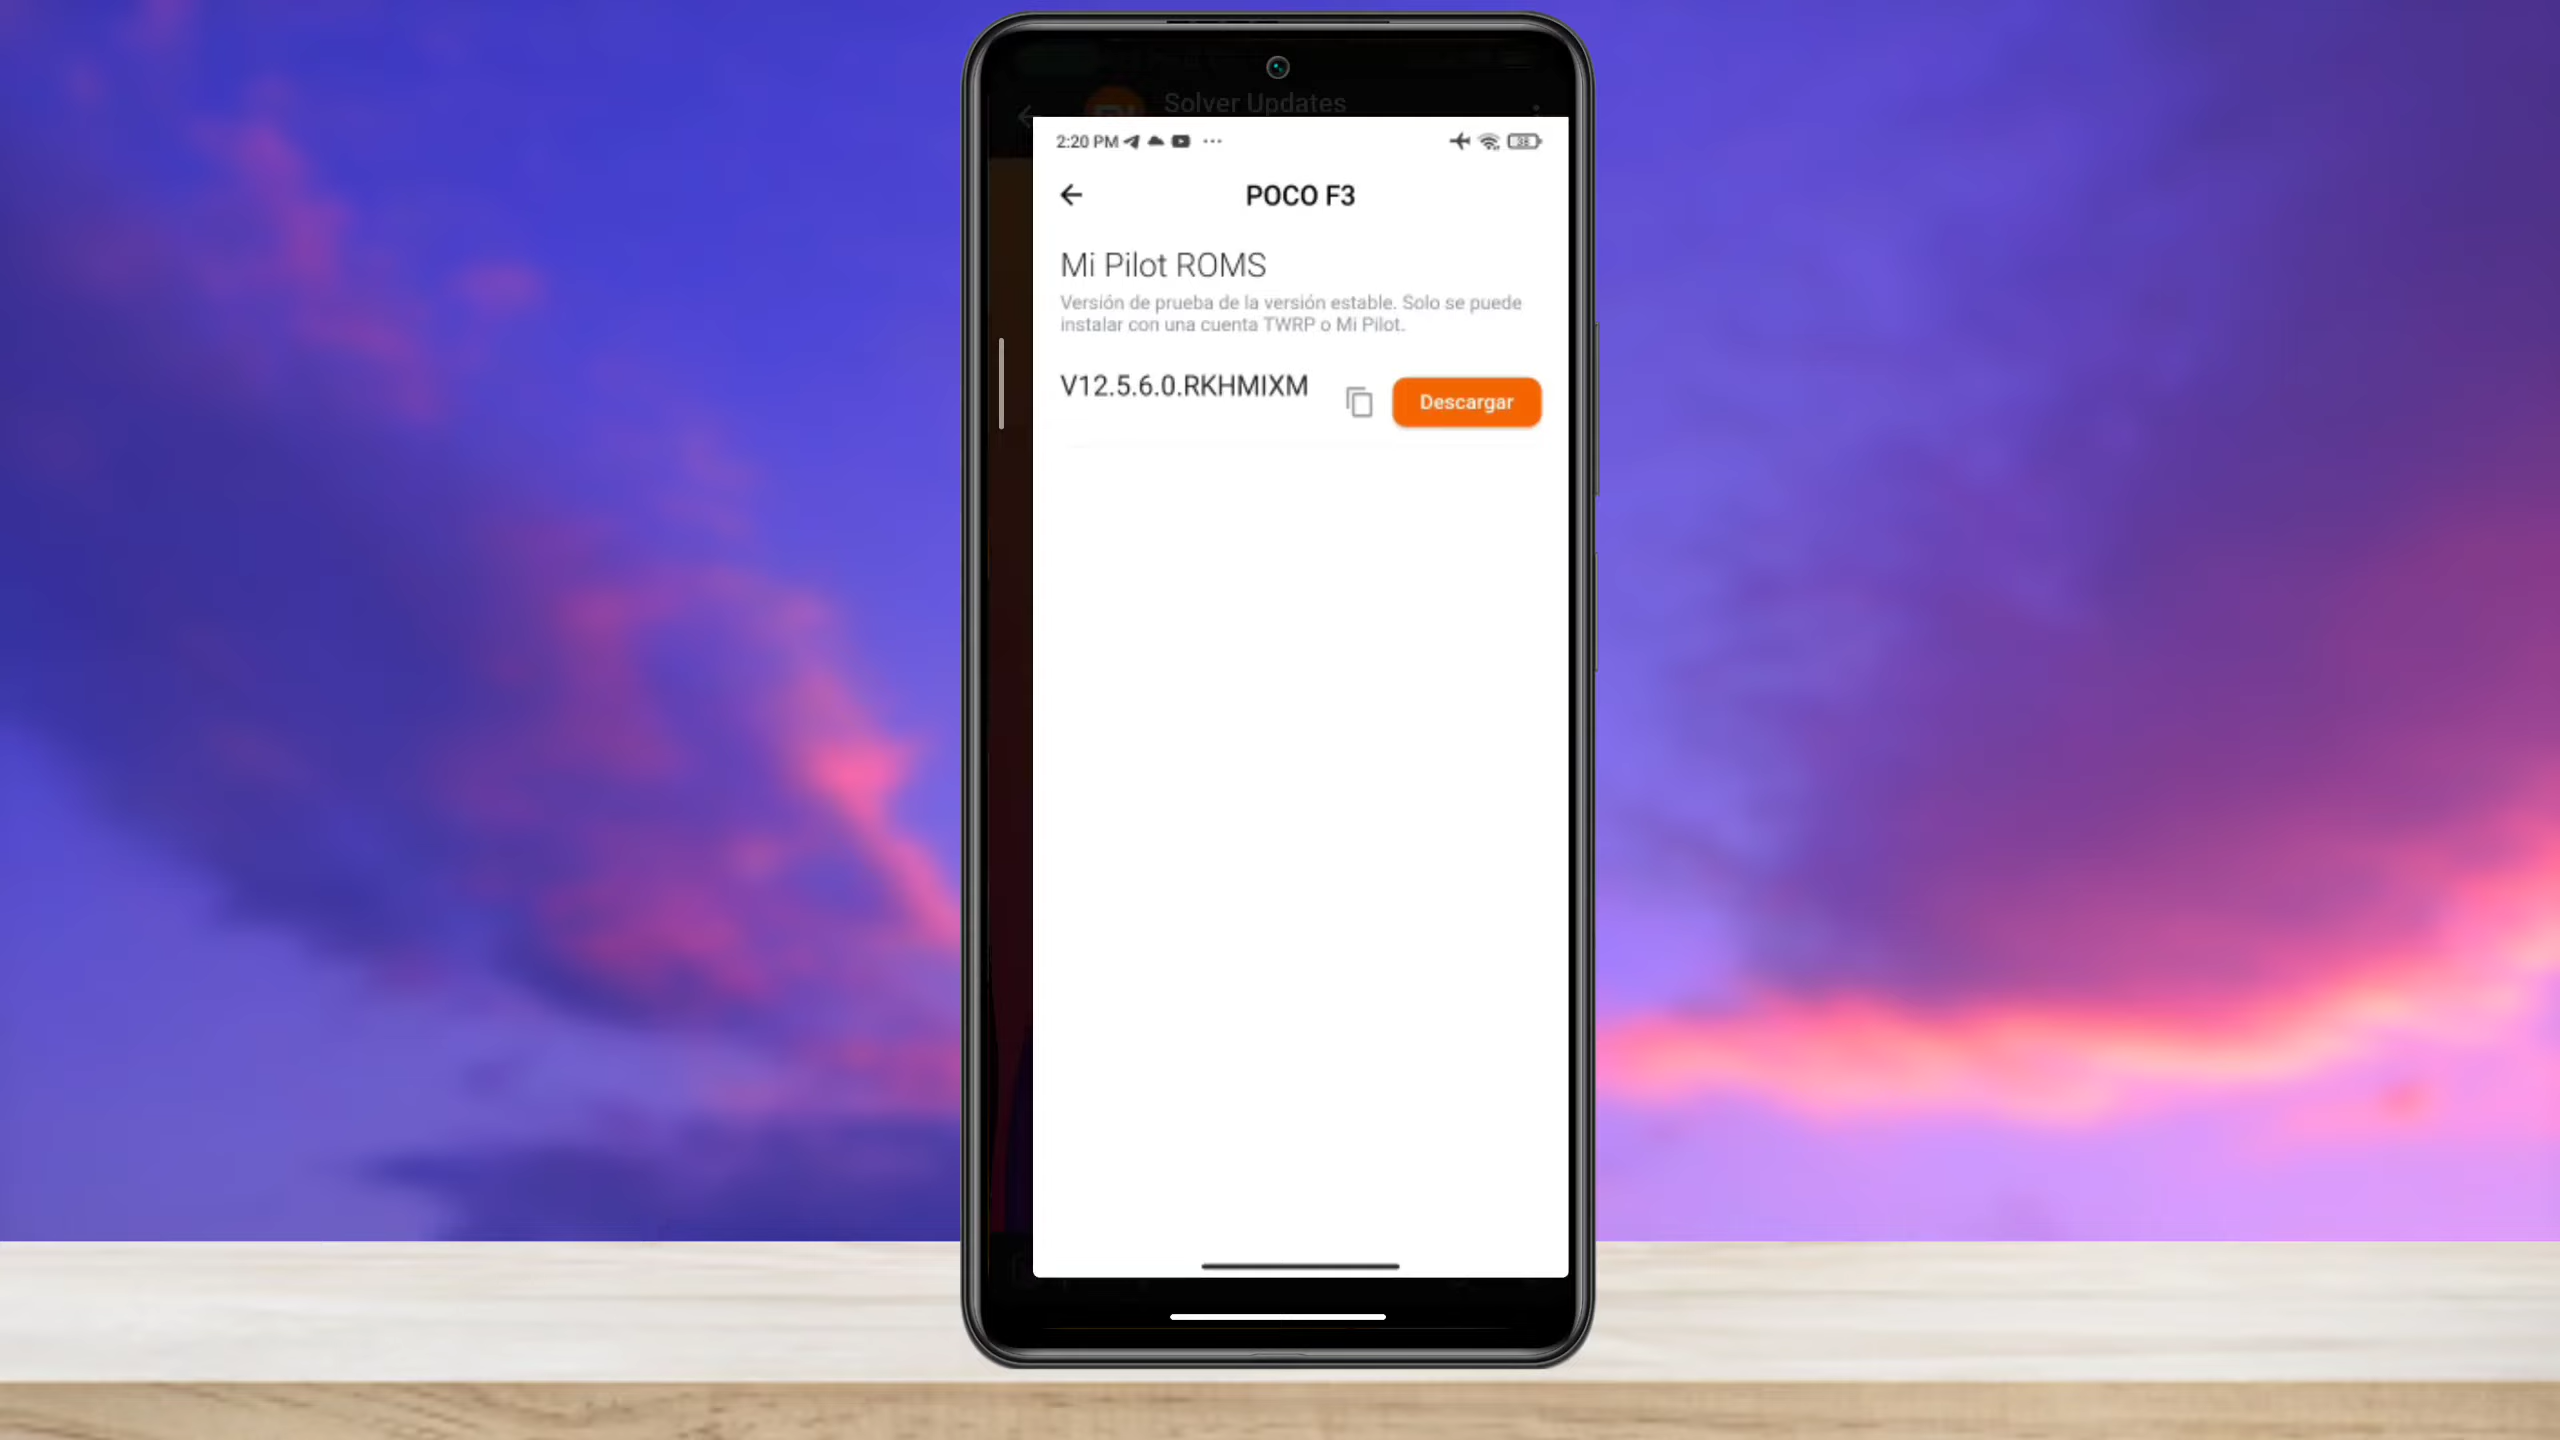 Solver Updates
2:20 PM
38
POCO F3
Mi Pilot ROMS
Versión de prueba de la versión estable. Solo se puede
instalar con una cuenta TWRP o Mi Pilot.
V12.5.6.0.RKHMIXM
Descargar